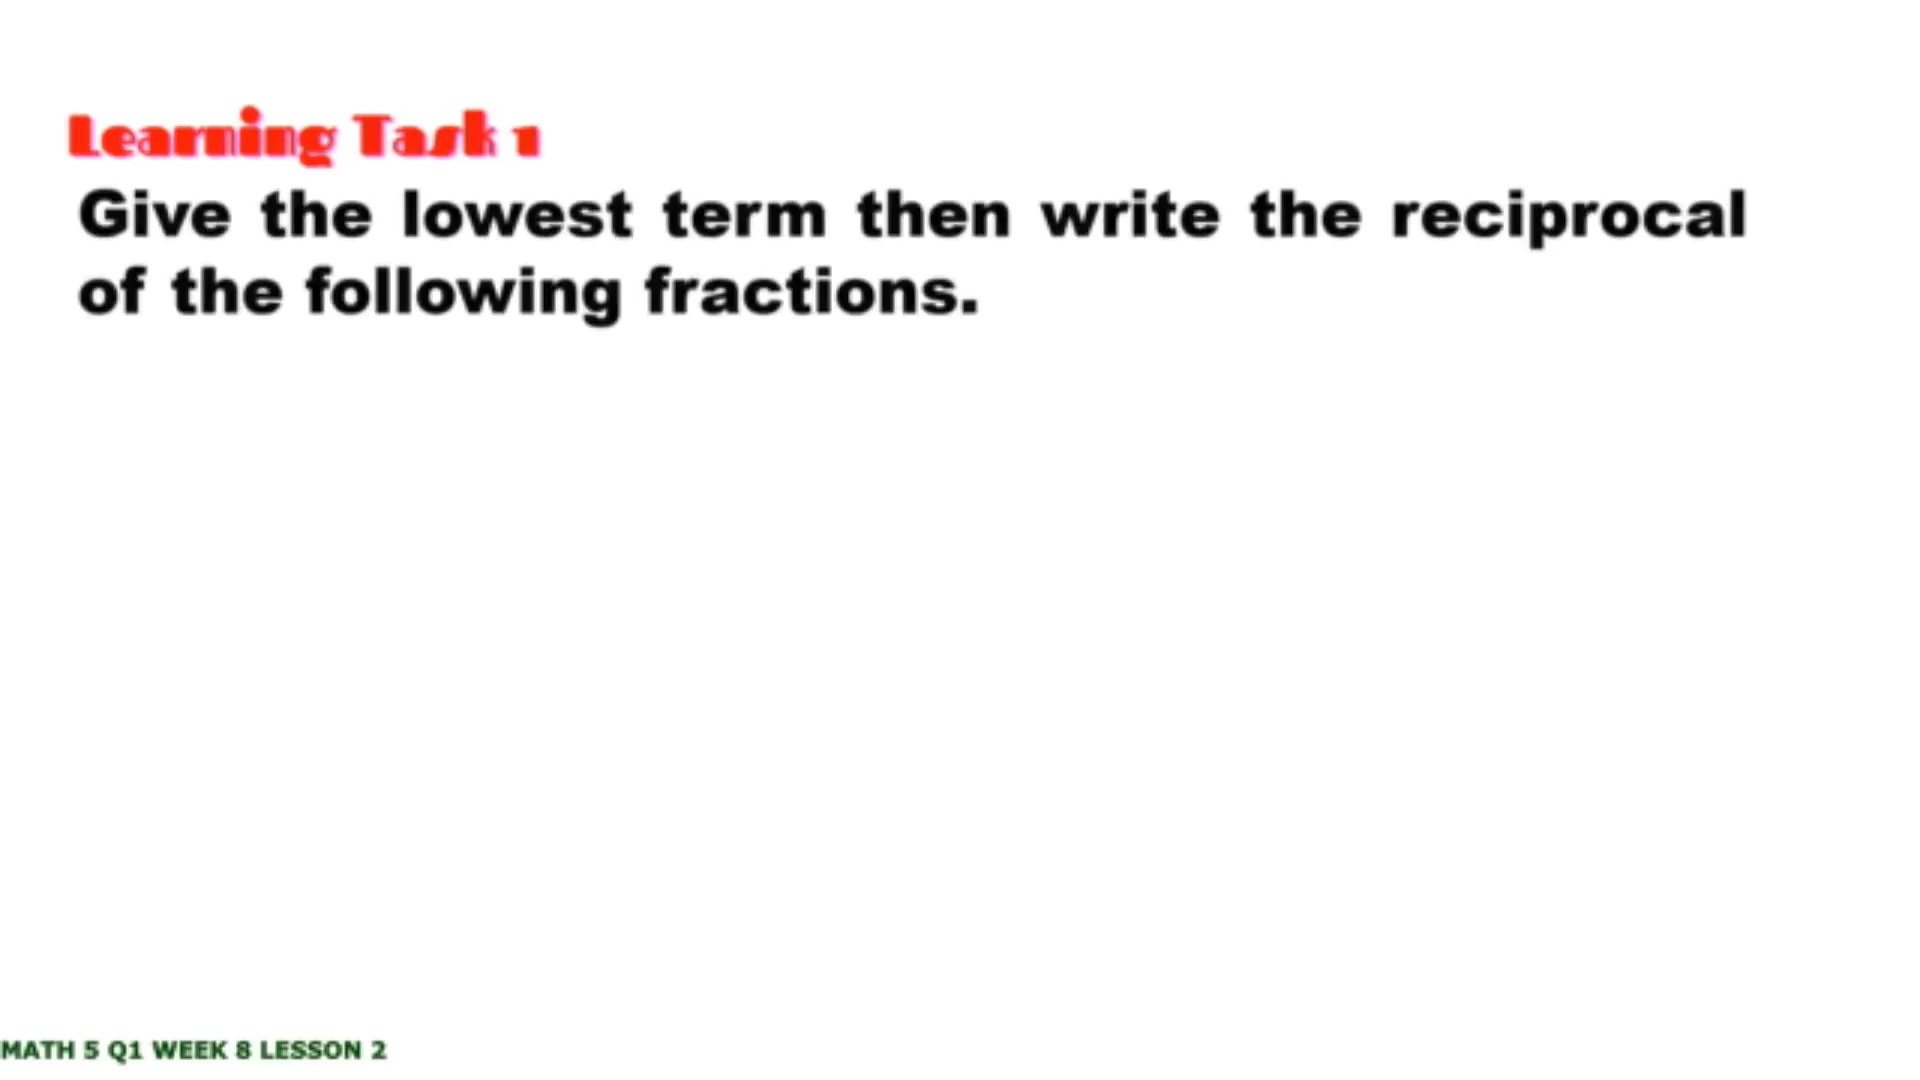 Learning Task 1
Give the lowest term then write the reciprocal
of the following fractions.
MATH 5 Q1 WEEK 8 LESSON 2